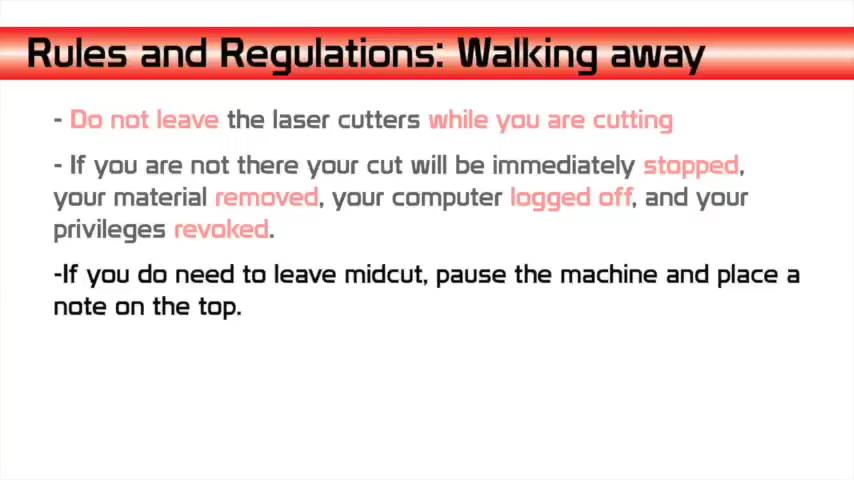 Rules and Regulations: Walking away
- Do not leave the laser cutters while you are cutting
- If you are not there your cut will be immediately stopped,
your material removed, your computer logged off, and your
privileges revoked.
-If you do need to leave midcut, pause the machine and place a
note on the top.